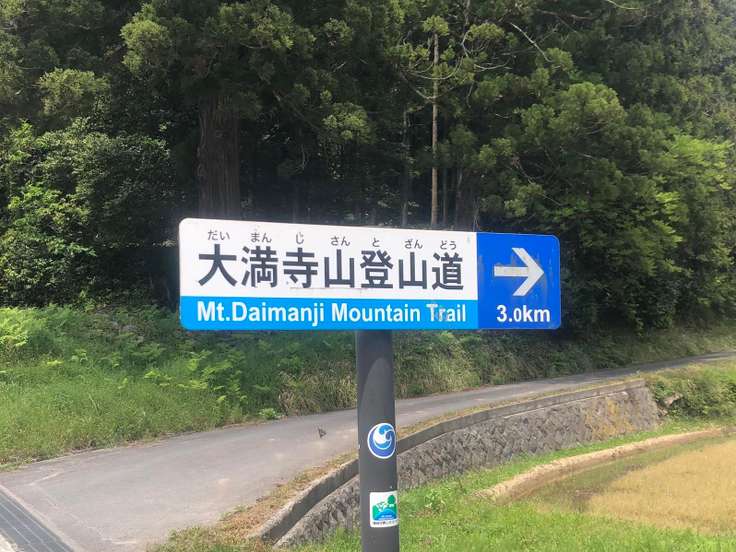 だいまんじさんとざんどう
大満寺山登山道
Mt.Daimanji Mountain Trail
3.0km